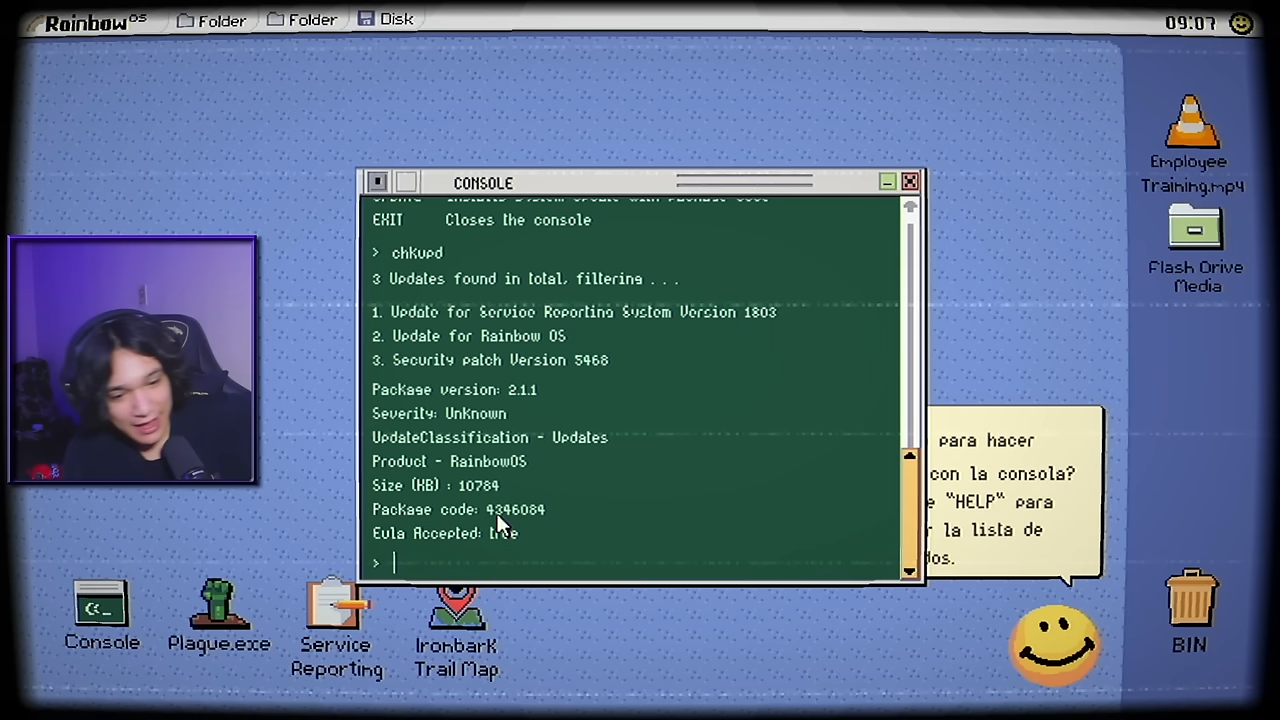 RainbowOS Folder Folder Disk 09:07
Employee
Training.mp4
Flash Drive
Media
CONSOLE
EXIT Closes the console
> chkupd
3 Updates found in total, filtering . . .
1. Update for Service Reporting System Version 1803
2. Update for Rainbow OS
3. Security patch Version 5468
Package version: 2.1.1
Severity: Unknown
UpdateClassification - Updates
Product - RainbowOS
Size (KB) : 10784
Package code: 4346084
Eula Accepted: true
>
para hacer
con la consola?
"HELP" para
la lista de
Console
Plague.exe
Service
Reporting
Ironbark
Trail Map
BIN